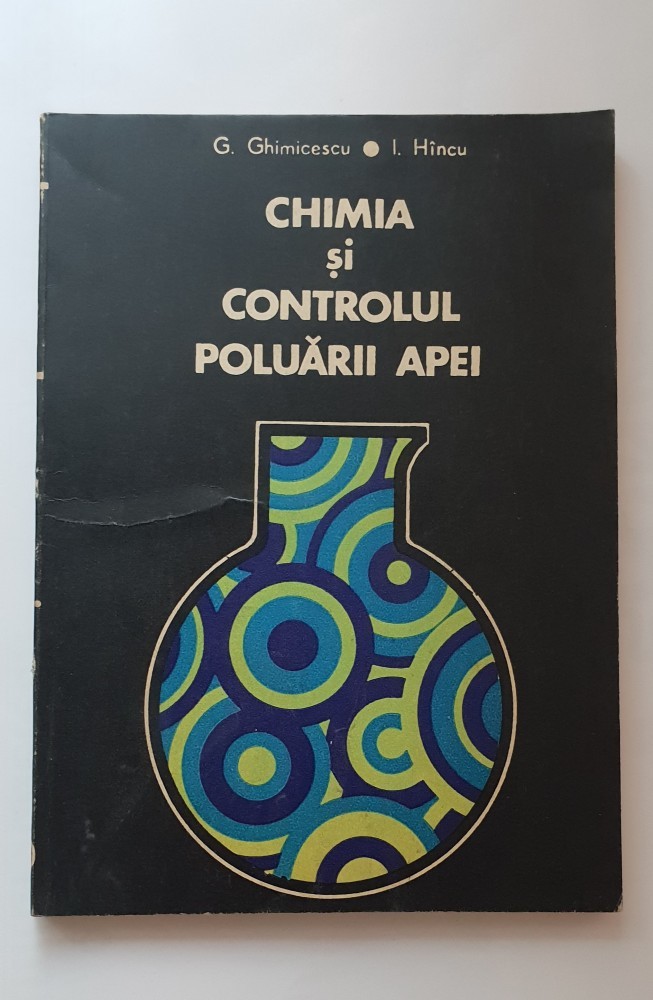 G. Ghimicescu ● I. Hîncu
CHIMIA
și
CONTROLUL
POLUĂRII APEI